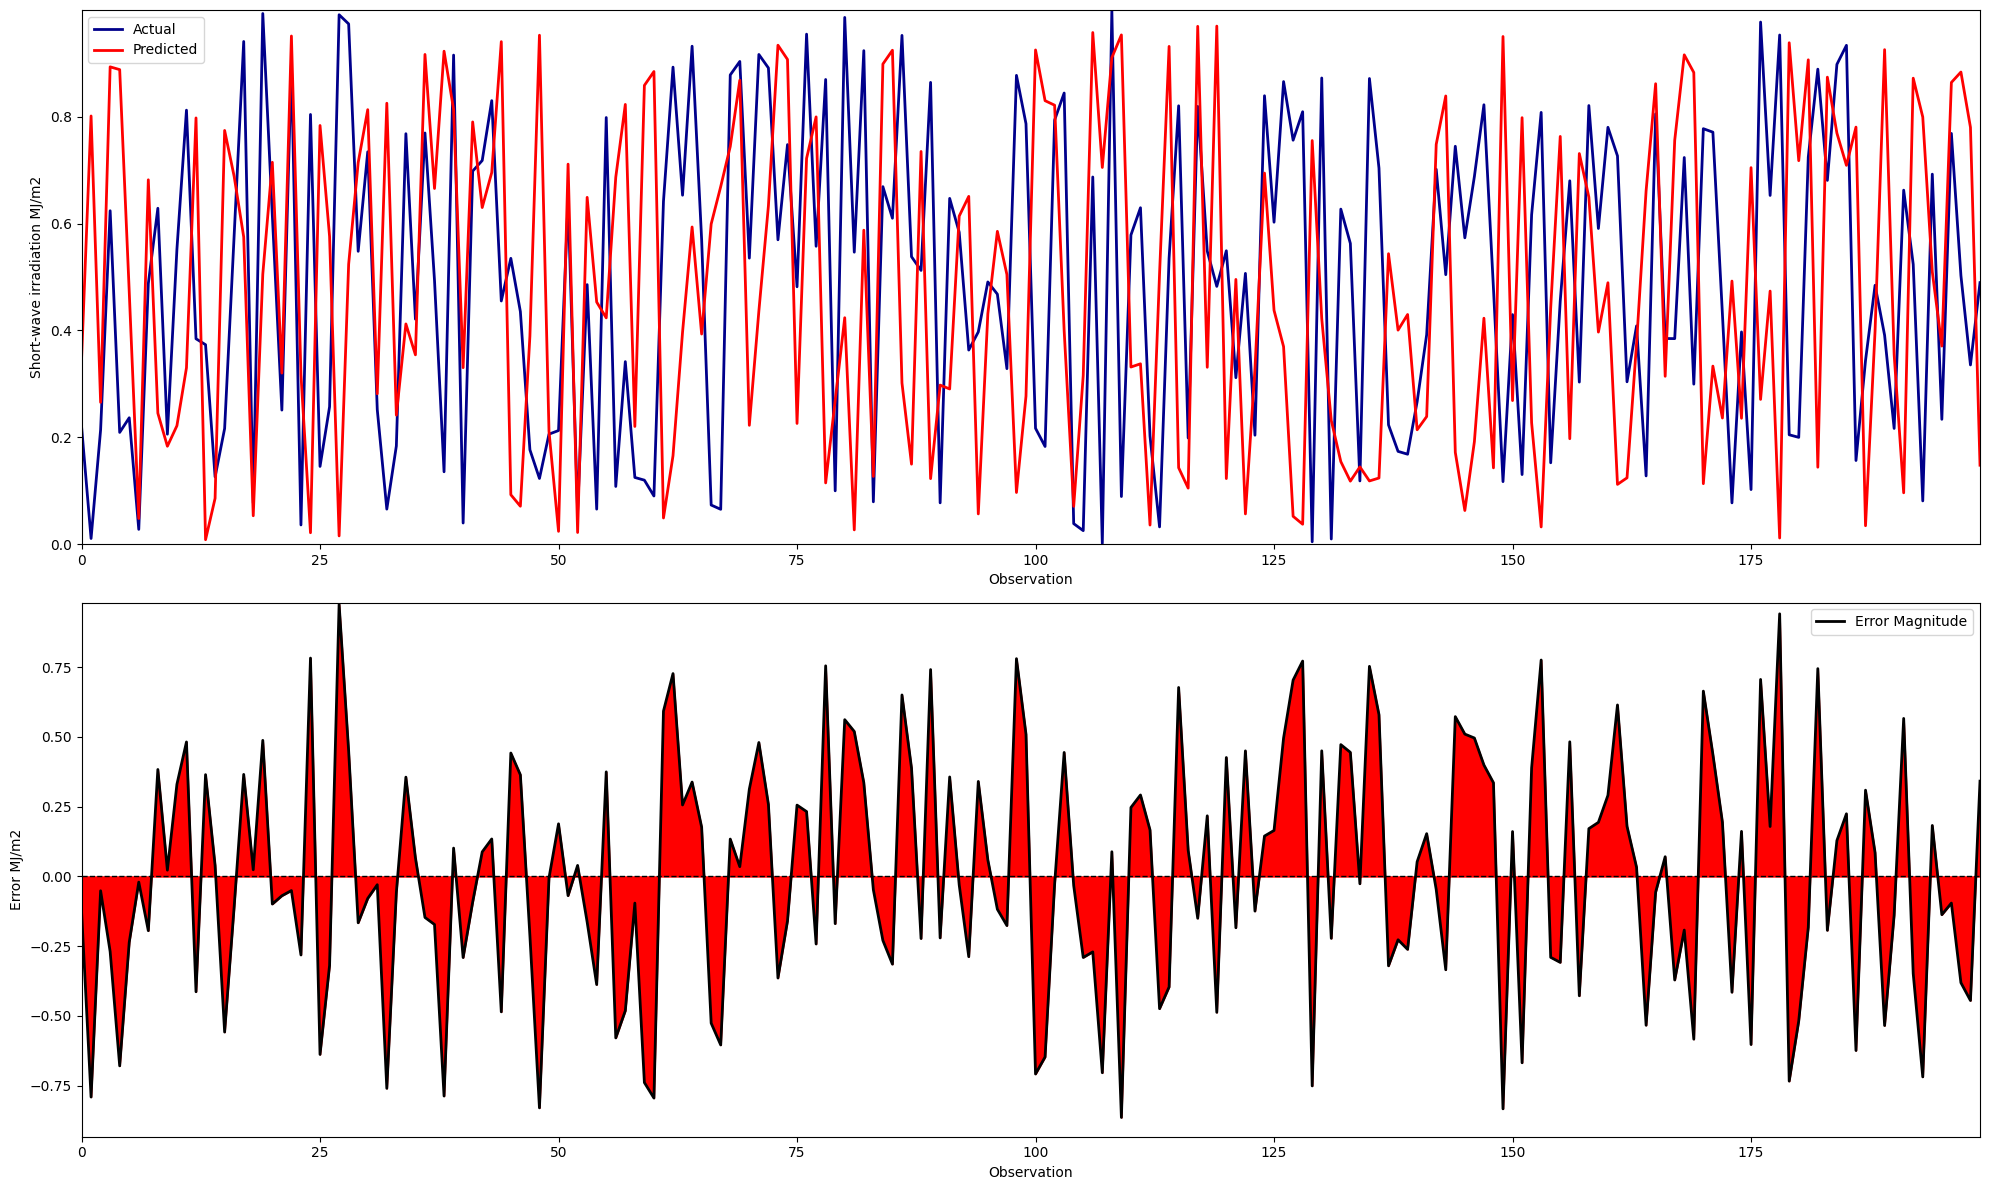 Actual
Predicted
Short-wave irradiation MJ/m2
0.8
0.6
0.4
0.2
0.0
0 25 50 75 100 125 150 175
Observation
Error Magnitude
Error MJ/m2
0.75
0.50
0.25
0.00
−0.25
−0.50
−0.75
0 25 50 75 100 125 150 175
Observation